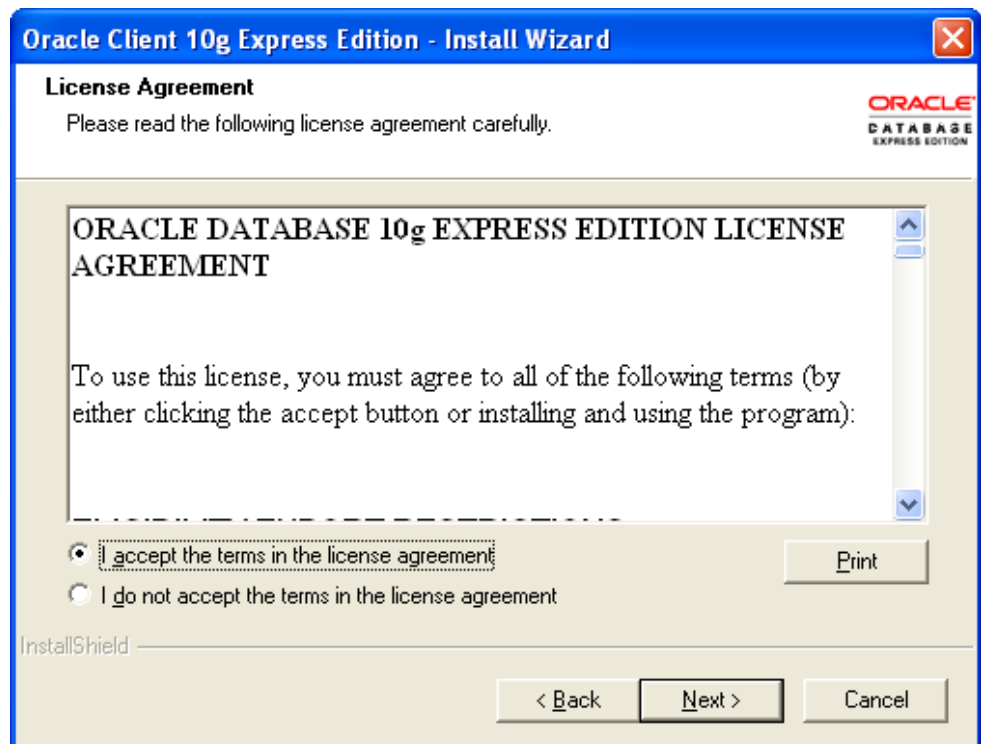 Oracle Client 10g Express Edition - Install Wizard
License Agreement
Please read the following license agreement carefully.
ORACLE
DATABASE
EXPRESS EDITION
ORACLE DATABASE 10g EXPRESS EDITION LICENSE
AGREEMENT
To use this license, you must agree to all of the following terms (by
either clicking the accept button or installing and using the program):
I accept the terms in the license agreement
Print
I do not accept the terms in the license agreement
InstallShield
< Back
Next >
Cancel